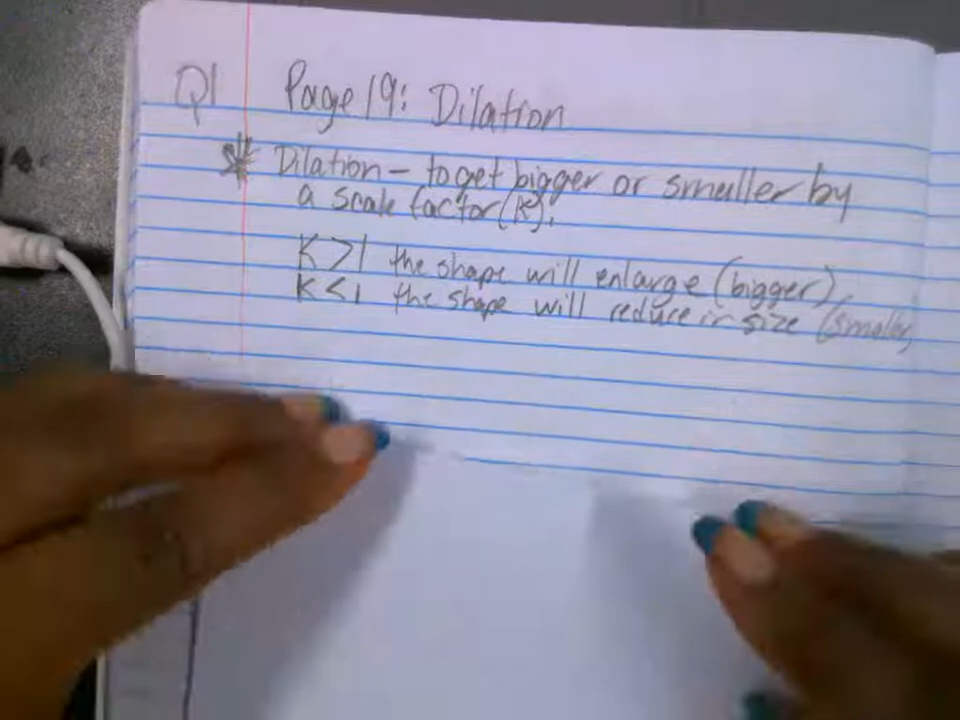 Q1 Page 19: Dilation
* Dilation - to get bigger or smaller by
a scale factor (K).
K > 1 the shape will enlarge (bigger),
K < 1 the shape will reduce in size (smaller)